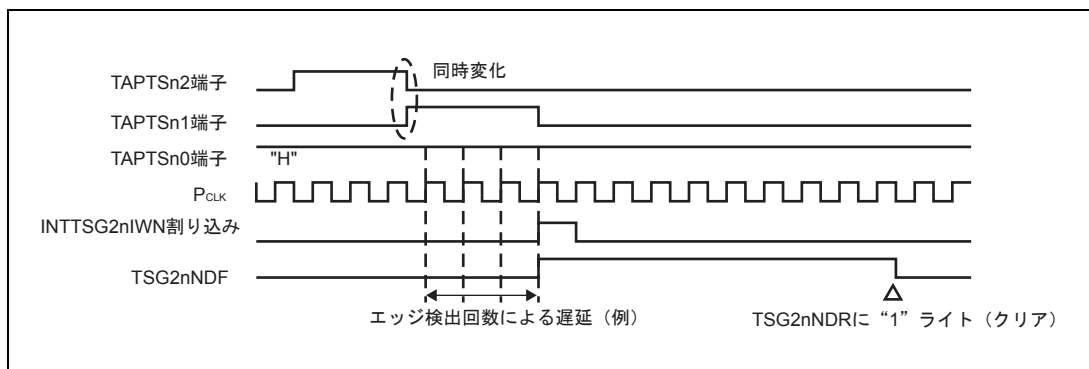 TAPTSn2端子
同時変化
TAPTSn1端子
TAPTSn0端子 "H"
PCLK
INTTSG2nIWN割り込み
TSG2nNDF
エッジ検出回数による遅延（例）
TSG2nNDRに“1”ライト（クリア）